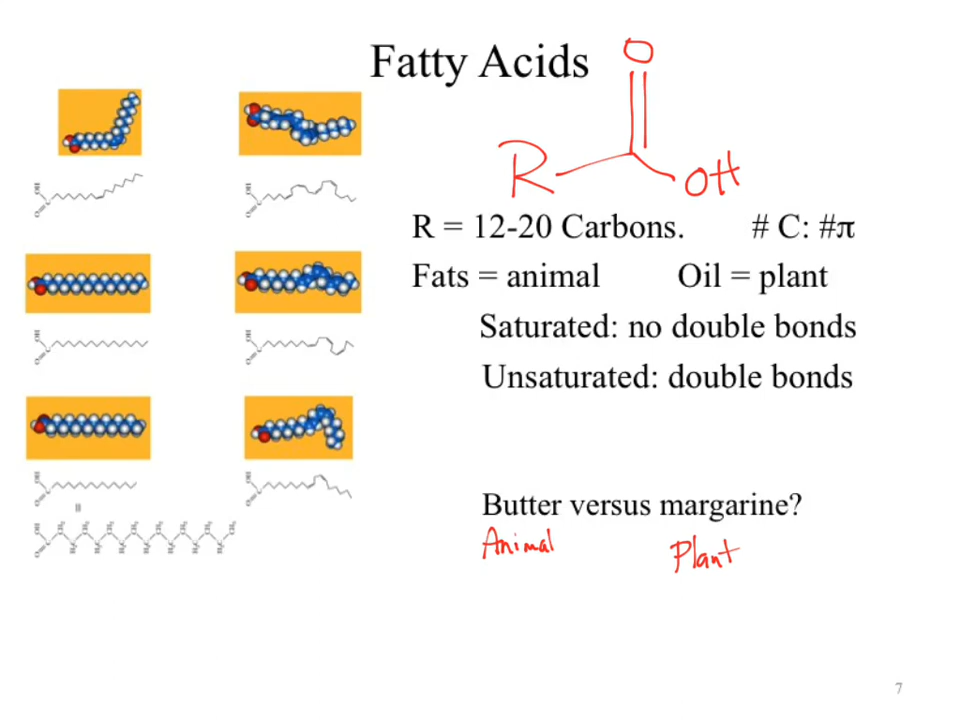 Fatty Acids
O
R
OH
R = 12-20 Carbons. # C: #π
Fats = animal Oil = plant
Saturated: no double bonds
Unsaturated: double bonds
Butter versus margarine?
Animal Plant
7